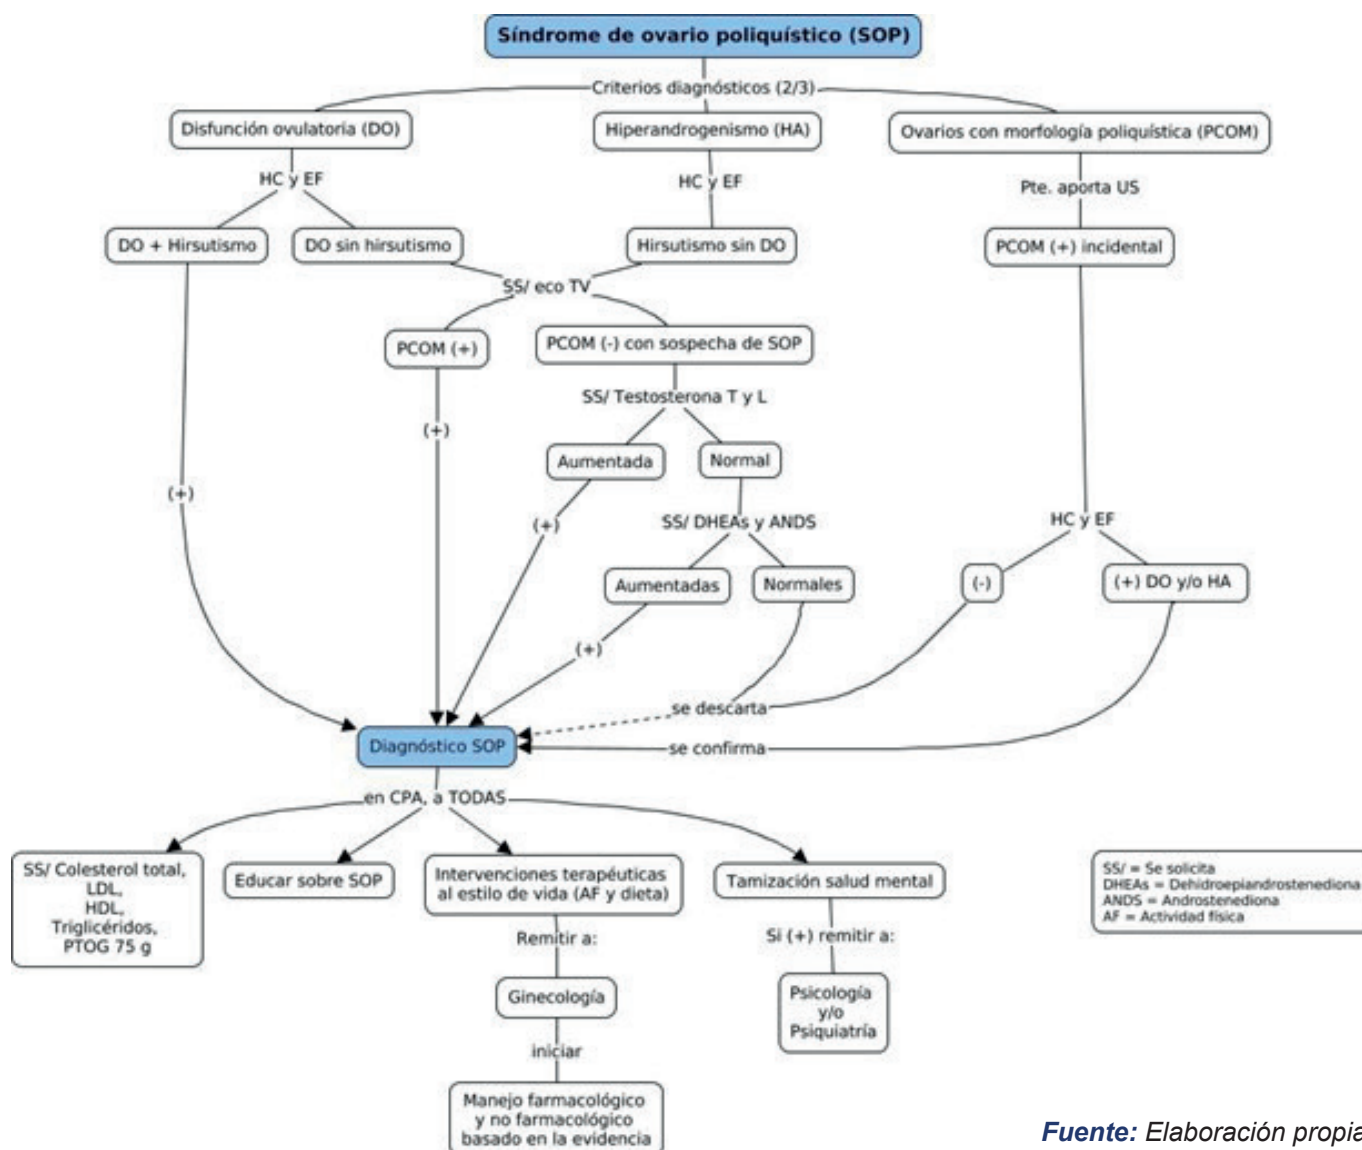 Síndrome de ovario poliquístico (SOP)
Criterios diagnósticos (2/3)
Disfunción ovulatoria (DO)
Hiperandrogenismo (HA)
Ovarios con morfología poliquística (PCOM)
HC y EF
HC y EF
Pte. aporta US
DO + Hirsutismo
DO sin hirsutismo
Hirsutismo sin DO
PCOM (+) incidental
SS/ eco TV
PCOM (+)
PCOM (-) con sospecha de SOP
SS/ Testosterona T y L
(+)
Aumentada
Normal
(+)
(+)
SS/ DHEAs y ANDS
HC y EF
Aumentadas
Normales
(-)
(+) DO y/o HA
(+)
se descarta
Diagnóstico SOP
se confirma
en CPA, a TODAS
SS/ Colesterol total,
LDL,
HDL,
Triglicéridos,
PTOG 75 g
Educar sobre SOP
Intervenciones terapéuticas
al estilo de vida (AF y dieta)
Tamización salud mental
SS/ = Se solicita
DHEAs = Dehidroepiandrostenediona
ANDS = Androstenediona
AF = Actividad física
Remitir a:
Si (+) remitir a:
Ginecología
Psicología
y/o
Psiquiatría
iniciar
Manejo farmacológico
y no farmacológico
basado en la evidencia
Fuente: Elaboración propia